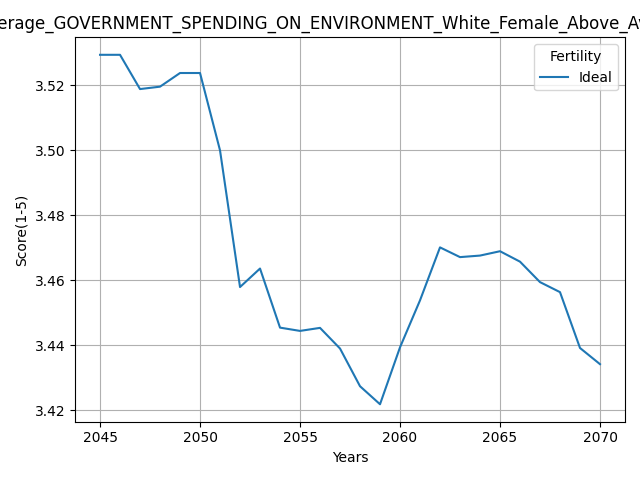 erage_GOVERNMENT_SPENDING_ON_ENVIRONMENT_White_Female_Above_A
Fertility
Ideal
Score(1-5)
3.52
3.50
3.48
3.46
3.44
3.42
2045 2050 2055 2060 2065 2070
Years